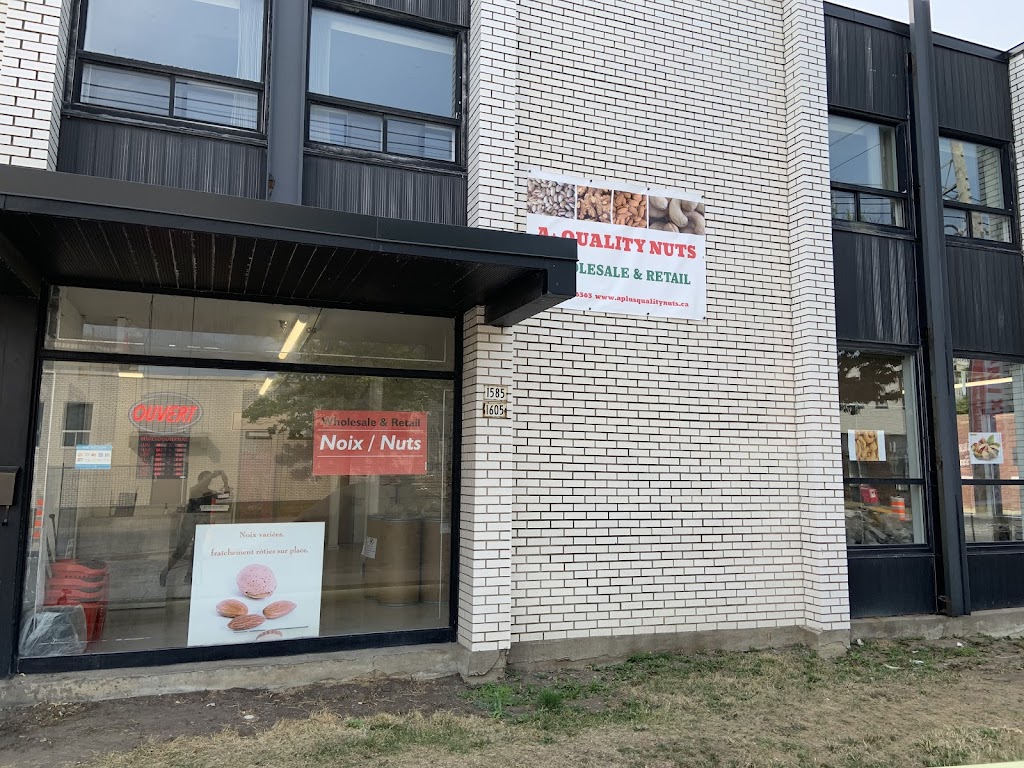 A+ QUALITY NUTS
OLESALE & RETAIL
6363 www.aplusqualitynuts.ca
1585
1605
OUVERT
Wholesale & Retail
Noix / Nuts
Noix variées,
fraîchement rôties sur place.